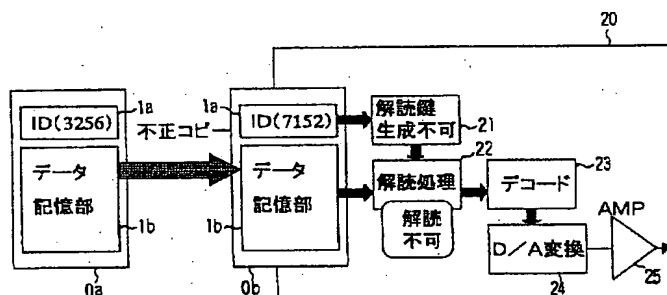 20
1a
ID(3256)
データ
記憶部
1b
0a
不正コピー
1a
ID(7152)
データ
記憶部
1b
0b
解読鍵
生成不可
21
22
解読処理
解読
不可
23
デコード
D/A変換
24
AMP
25